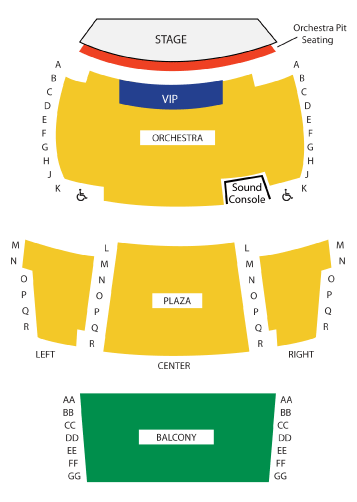 STAGE
Orchestra Pit
Seating
A A
B B
C C
D D
E E
F F
G G
H H
J J
K K
VIP
ORCHESTRA
Sound
Console
M L L M
N M M N
O N N O
P O O P
Q P P Q
R Q Q R
R R
PLAZA
LEFT
CENTER
RIGHT
AA AA
BB BB
CC CC
DD DD
EE EE
FF FF
GG GG
BALCONY